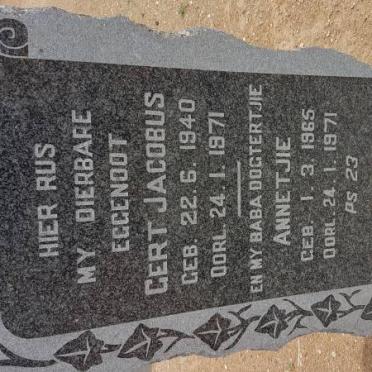 HIER RUS
MY DIERBARE
EGGENOOT
GERT JACOBUS
GEB. 22. 6. 1940
OORL. 24. 1. 1971
EN MY BABA DOGTERTJIE
ANNETJIE
GEB. 1. 3. 1965
OORL. 24. 1. 1971
PS 23